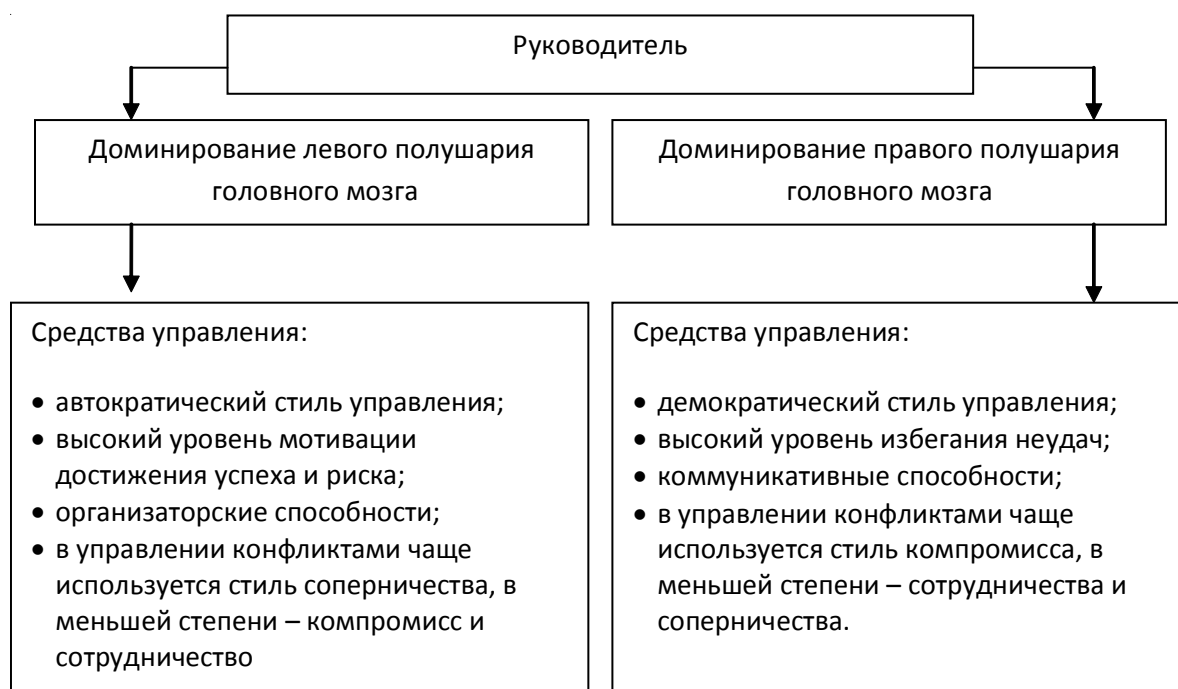 Руководитель
Доминирование левого полушария
головного мозга
Доминирование правого полушария
головного мозга
Средства управления:
• автократический стиль управления;
• высокий уровень мотивации
достижения успеха и риска;
• организаторские способности;
• в управлении конфликтами чаще
используется стиль соперничества, в
меньшей степени – компромисс и
сотрудничество
Средства управления:
• демократический стиль управления;
• высокий уровень избегания неудач;
• коммуникативные способности;
• в управлении конфликтами чаще
используется стиль компромисса, в
меньшей степени – сотрудничества и
соперничества.